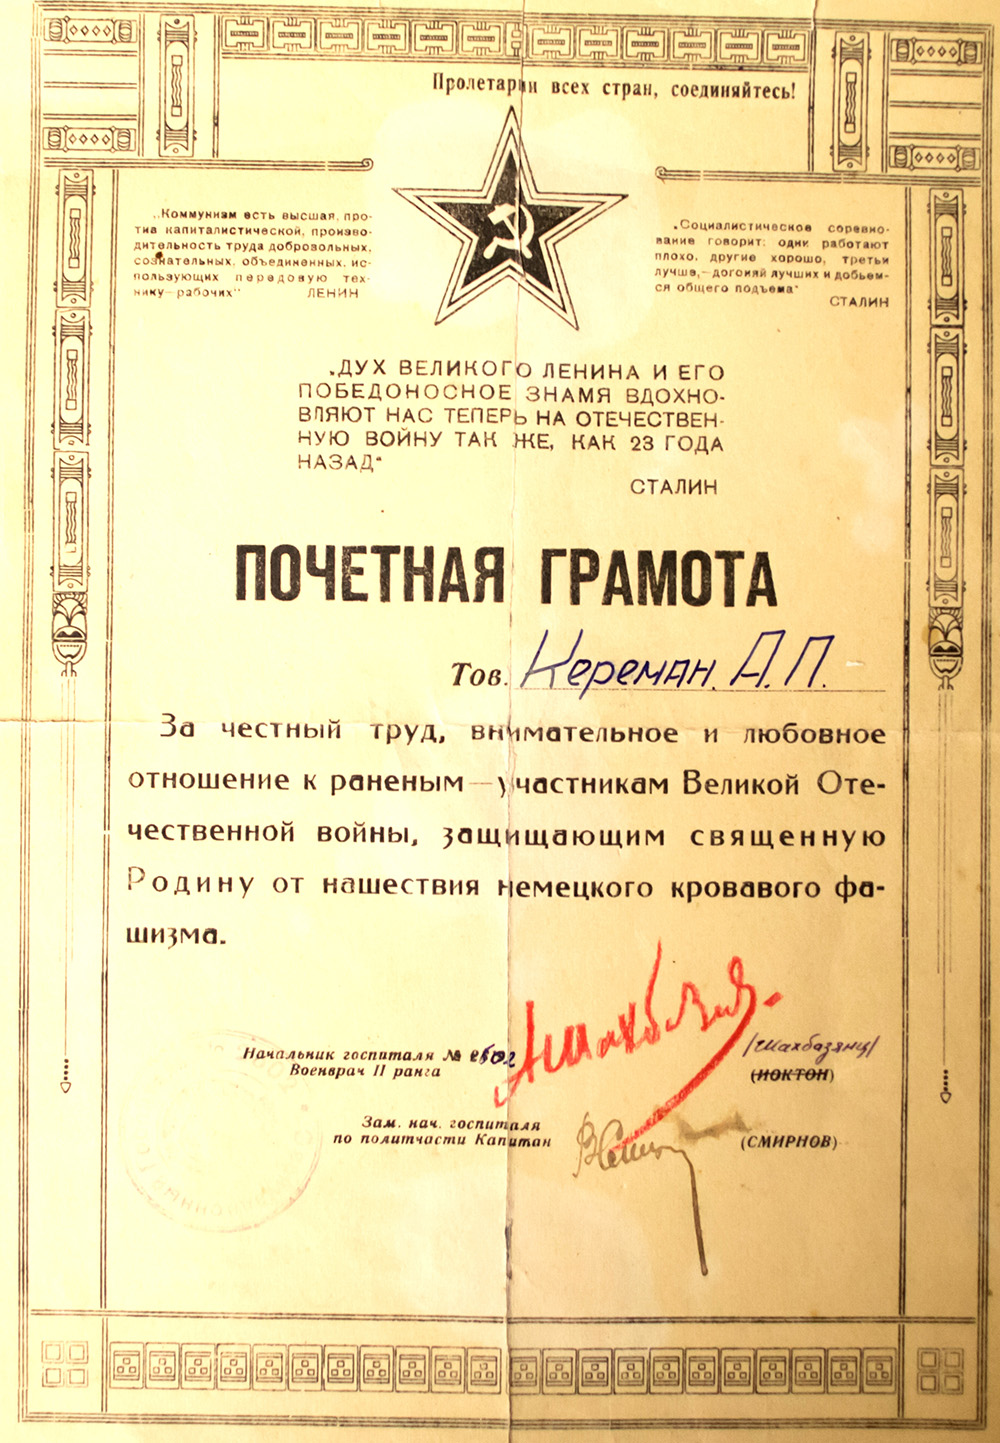 Пролетарии всех стран, соединяйтесь!
„Коммунизм есть высшая, про-
тив капиталистической, произво-
дительность труда добровольных,
сознательных, объединенных, ис-
пользующих передовую тех-
нику рабочих"
ЛЕНИН
„Социалистическое соревно-
вание говорит: одни работают
плохо, другие хорошо, третьи
лучше,—догоняй лучших и добьем-
ся общего подъема"
СТАЛИН
„ДУХ ВЕЛИКОГО ЛЕНИНА И ЕГО
ПОБЕДОНОСНОЕ ЗНАМЯ ВДОХНО-
ВЛЯЮТ НАС ТЕПЕРЬ НА ОТЕЧЕСТВЕН-
НУЮ ВОЙНУ ТАК ЖЕ, КАК 23 ГОДА
НАЗАД"
СТАЛИН
ПОЧЕТНАЯ ГРАМОТА
Тов. Кереман. А.П.
За честный труд, внимательное и любовное
отношение к раненым—участникам Великой Оте-
чественной войны, защищающим священную
Родину от нашествия немецкого кровавого фа-
шизма.
Начальник госпиталя №
Военврач II ранга
/Шахбазянц/
(ИОКТОН)
Зам. нач. госпиталя
по политчасти Капитан
(СМИРНОВ)